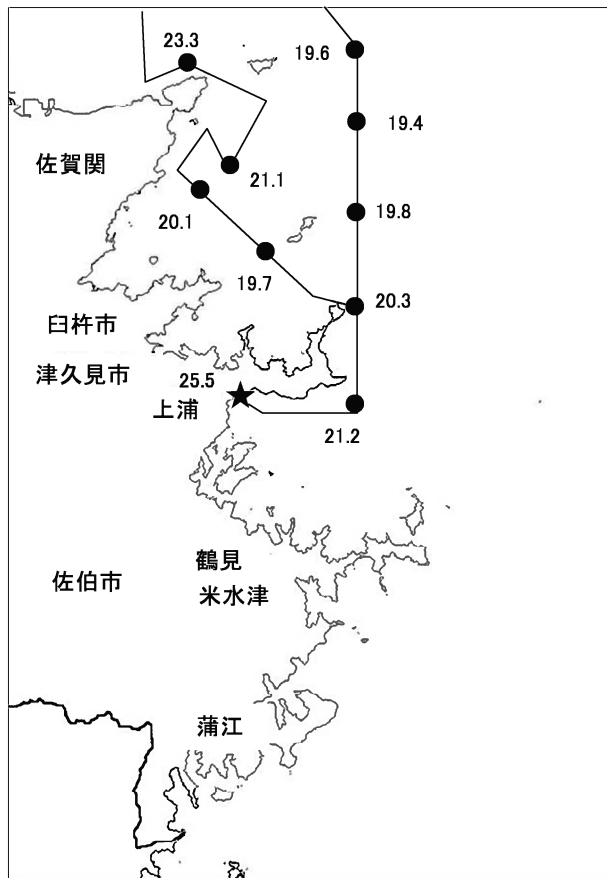 23.3
19.6
19.4
佐賀関
21.1
20.1
19.8
19.7
20.3
臼杵市
津久見市
25.5
上浦
21.2
鶴見
佐伯市
米水津
蒲江